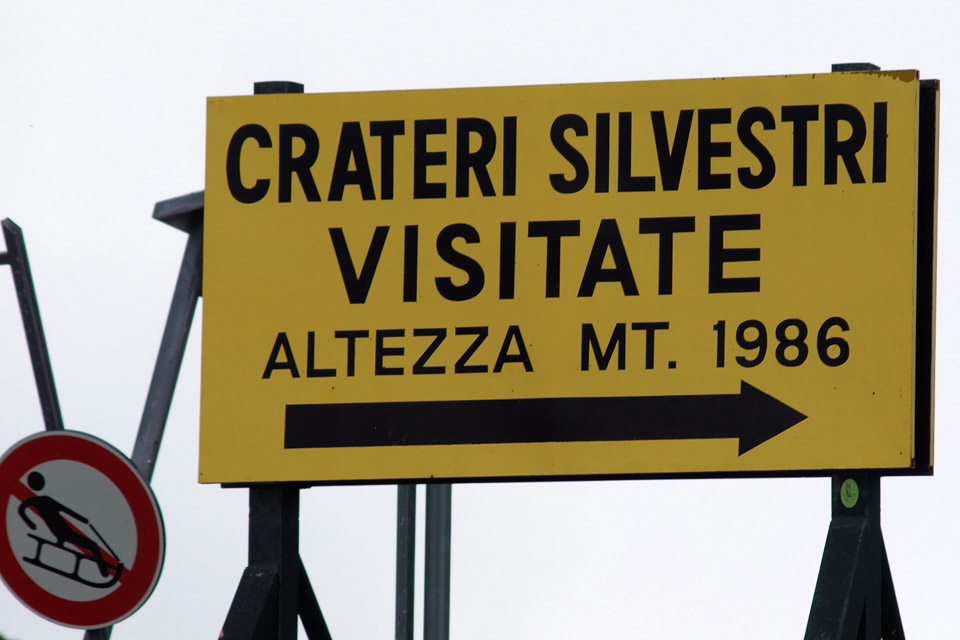 CRATERI SILVESTRI
VISITATE
ALTEZZA MT. 1986